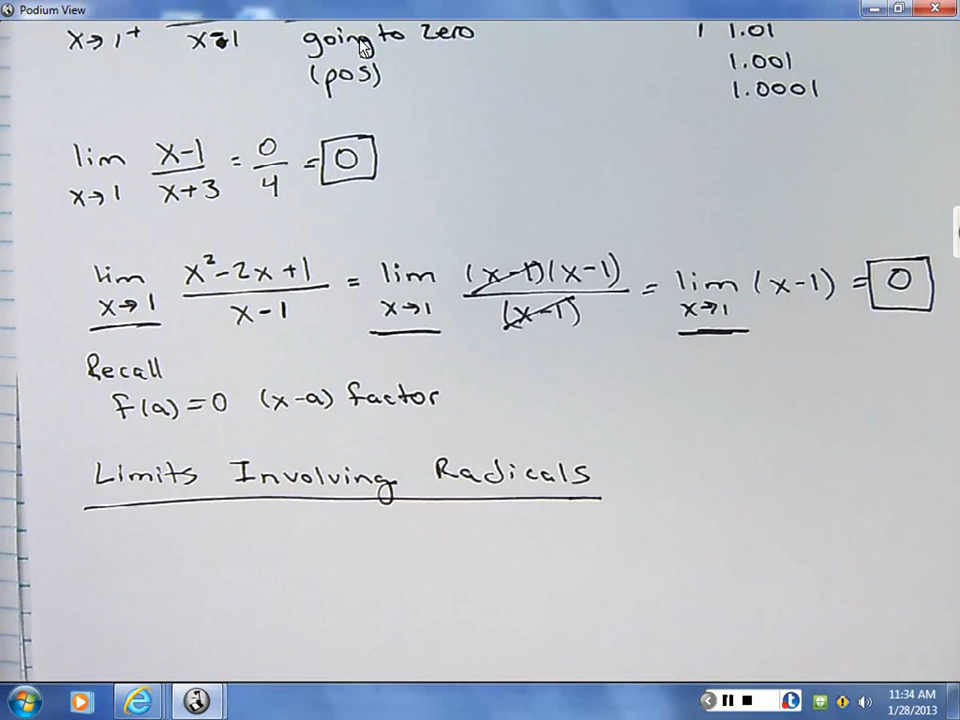 Podium View
x→1⁺ x-1 going to zero 1 1.01
(pos) 1.001
1.0001
lim x→1 (x-1)/(x+3) = 0/4 = 0
lim x→1 (x²-2x+1)/(x-1) = lim x→1 (x-1)(x-1)/(x-1) = lim x→1 (x-1) = 0
Recall
f(a)=0 (x-a) factor
Limits Involving Radicals
11:34 AM
1/28/2013